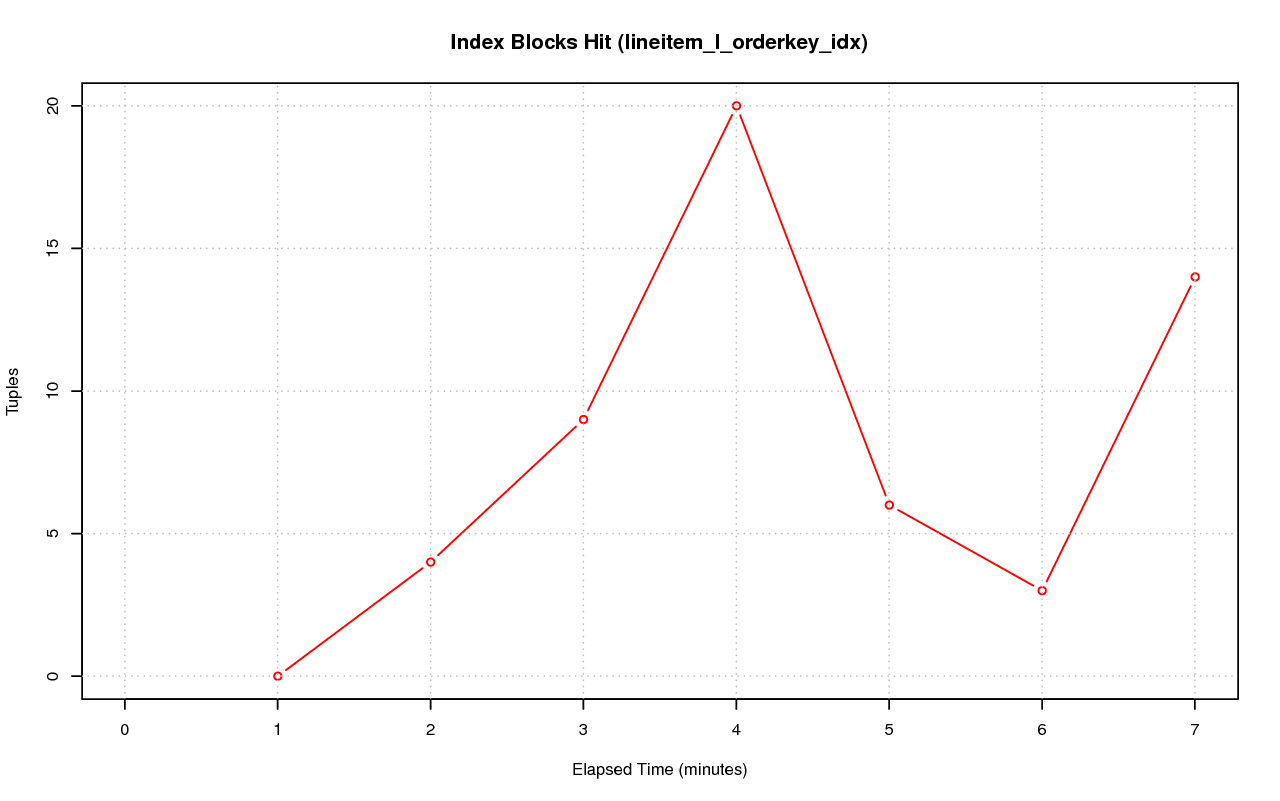 Index Blocks Hit (lineitem_l_orderkey_idx)
Tuples
20
15
10
5
0
0 1 2 3 4 5 6 7
Elapsed Time (minutes)